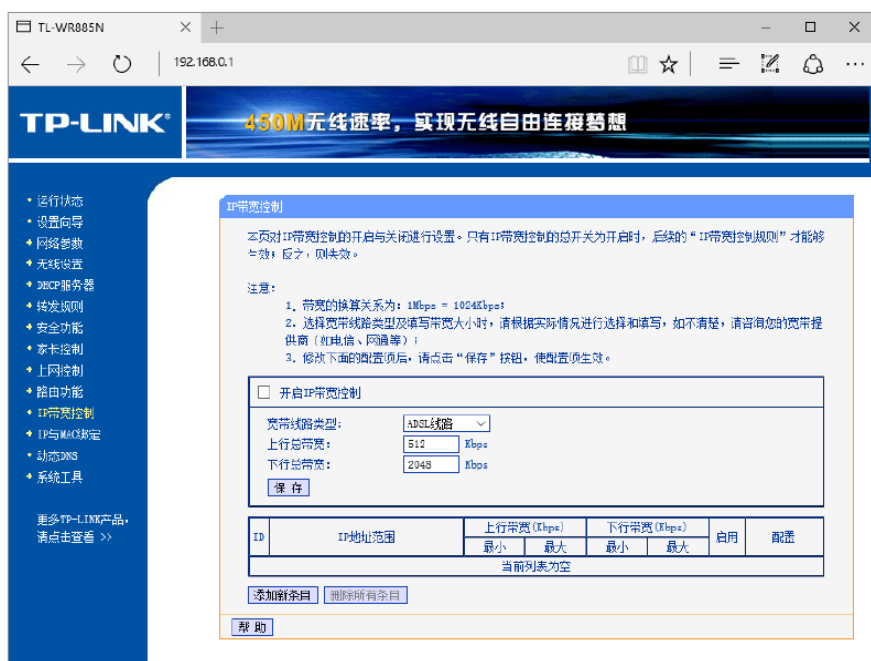 TL-WR885N
192.168.0.1
TP-LINK®
450M无线速率，实现无线自由连接梦想
• 运行状态
• 设置向导
+ 网络参数
+ 无线设置
+ DHCP服务器
+ 转发规则
+ 安全功能
• 家长控制
+ 上网控制
+ 路由功能
• IP带宽控制
+ IP与MAC绑定
• 动态DNS
+ 系统工具
更多TP-LINK产品，
请点击查看 >>
IP带宽控制
本页对IP带宽控制的开启与关闭进行设置。只有IP带宽控制的总开关为开启时，后续的“IP带宽控制规则”才能够
生效；反之，则失效。
注意：
1. 带宽的换算关系为：1Mbps = 1024Kbps；
2. 选择宽带线路类型及填写带宽大小时，请根据实际情况进行选择和填写，如不清楚，请咨询您的宽带提
供商（如电信、网通等）；
3. 修改下面的配置项后，请点击“保存”按钮，使配置项生效。
开启IP带宽控制
宽带线路类型： ADSL线路
上行总带宽： 512 Kbps
下行总带宽： 2048 Kbps
保 存
ID IP地址范围 上行带宽(Kbps) 下行带宽(Kbps) 启用 配置
最小 最大 最小 最大
当前列表为空
添加新条目 删除所有条目
帮 助